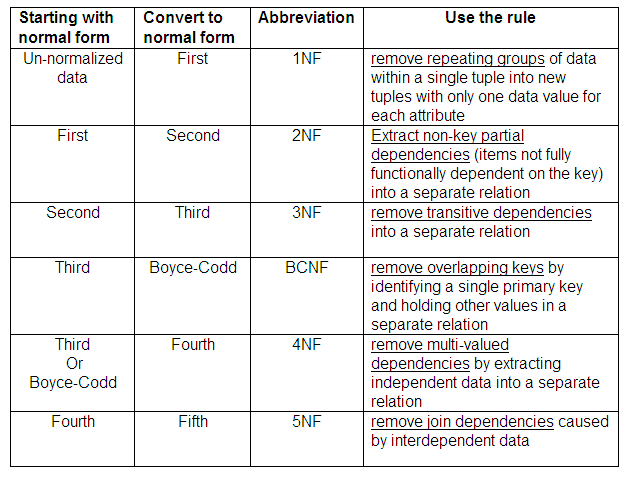 Starting with normal form
Convert to normal form
Abbreviation
Use the rule
Un-normalized data
First
1NF
remove repeating groups of data
within a single tuple into new
tuples with only one data value for
each attribute
First
Second
2NF
Extract non-key partial
dependencies (items not fully
functionally dependent on the key)
into a separate relation
Second
Third
3NF
remove transitive dependencies
into a separate relation
Third
Boyce-Codd
BCNF
remove overlapping keys by
identifying a single primary key
and holding other values in a
separate relation
Third
Or
Boyce-Codd
Fourth
4NF
remove multi-valued
dependencies by extracting
independent data into a separate
relation
Fourth
Fifth
5NF
remove join dependencies caused
by interdependent data